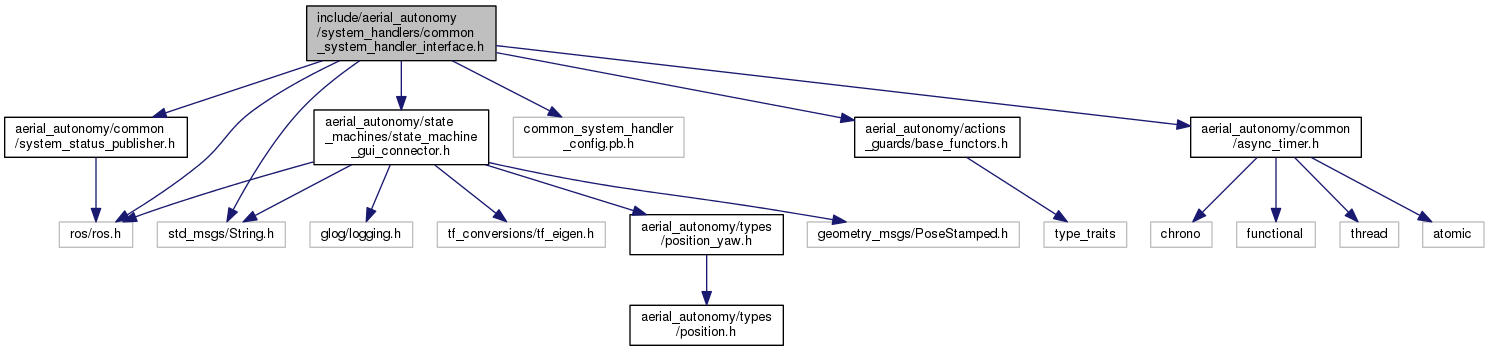 include/aerial_autonomy
/system_handlers/common
_system_handler_interface.h
aerial_autonomy/common
/system_status_publisher.h
aerial_autonomy/state
_machines/state_machine
_gui_connector.h
common_system_handler
_config.pb.h
aerial_autonomy/actions
_guards/base_functors.h
aerial_autonomy/common
/async_timer.h
ros/ros.h
std_msgs/String.h
glog/logging.h
tf_conversions/tf_eigen.h
aerial_autonomy/types
/position_yaw.h
geometry_msgs/PoseStamped.h
type_traits
chrono
functional
thread
atomic
aerial_autonomy/types
/position.h